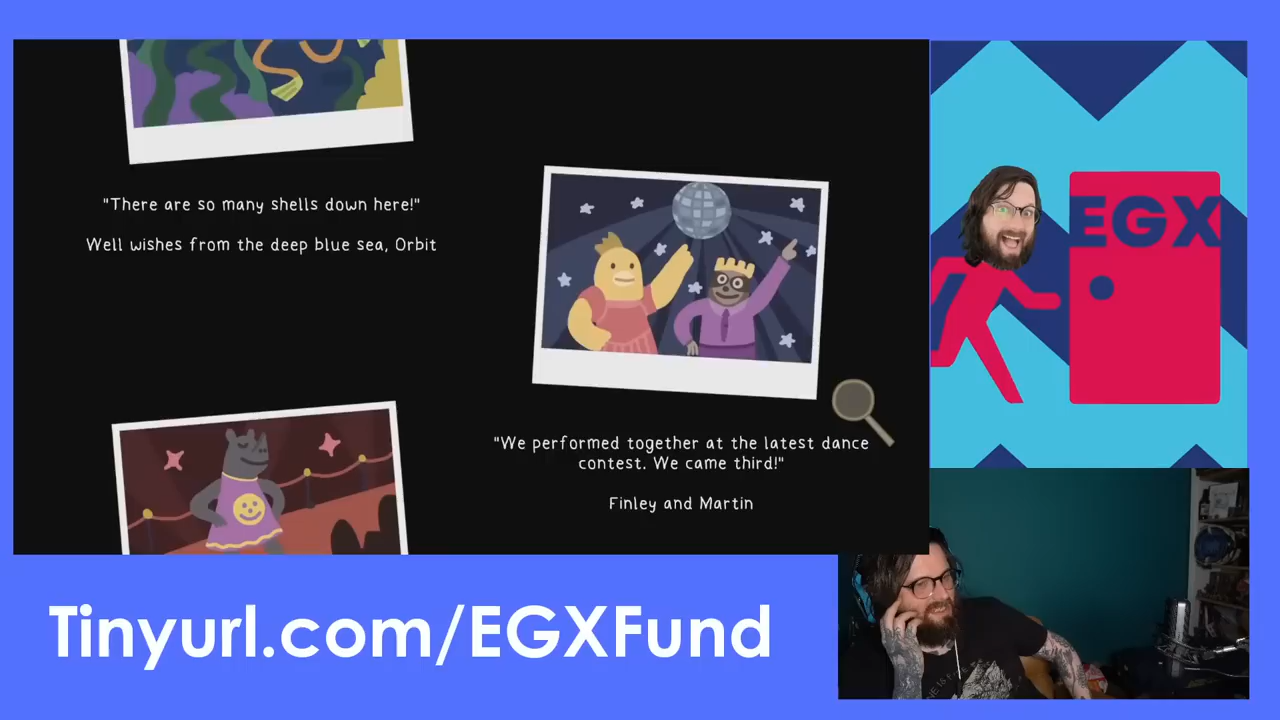 "There are so many shells down here!"
Well wishes from the deep blue sea, Orbit
"We performed together at the latest dance
contest. We came third!"
Finley and Martin
EGX
Tinyurl.com/EGXFund